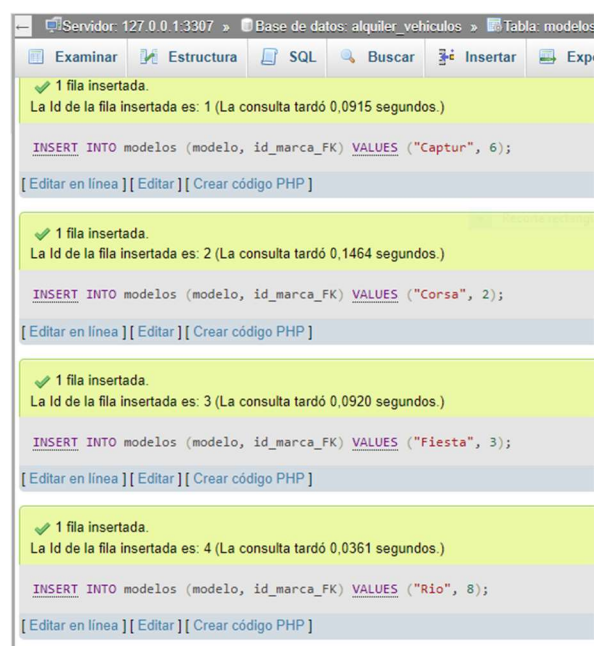 Servidor: 127.0.0.1:3307 » Base de datos: alquiler_vehiculos » Tabla: modelos
Examinar Estructura SQL Buscar Insertar Expo
1 fila insertada.
La Id de la fila insertada es: 1 (La consulta tardó 0,0915 segundos.)
INSERT INTO modelos (modelo, id_marca_FK) VALUES ("Captur", 6);
[ Editar en línea ] [ Editar ] [ Crear código PHP ]
1 fila insertada.
La Id de la fila insertada es: 2 (La consulta tardó 0,1464 segundos.)
INSERT INTO modelos (modelo, id_marca_FK) VALUES ("Corsa", 2);
[ Editar en línea ] [ Editar ] [ Crear código PHP ]
1 fila insertada.
La Id de la fila insertada es: 3 (La consulta tardó 0,0920 segundos.)
INSERT INTO modelos (modelo, id_marca_FK) VALUES ("Fiesta", 3);
[ Editar en línea ] [ Editar ] [ Crear código PHP ]
1 fila insertada.
La Id de la fila insertada es: 4 (La consulta tardó 0,0361 segundos.)
INSERT INTO modelos (modelo, id_marca_FK) VALUES ("Rio", 8);
[ Editar en línea ] [ Editar ] [ Crear código PHP ]